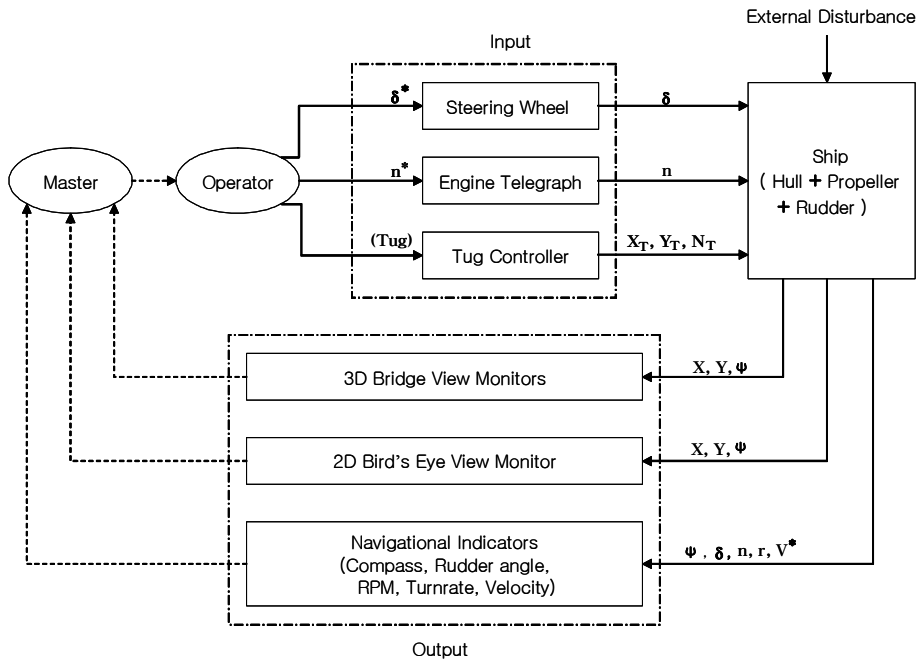 External Disturbance
Input
δ*
Steering Wheel
δ
Master
Operator
n*
Engine Telegraph
n
Ship
( Hull + Propeller
+ Rudder )
(Tug)
Tug Controller
X_T, Y_T, N_T
3D Bridge View Monitors
X, Y, ψ
2D Bird's Eye View Monitor
X, Y, ψ
Navigational Indicators
(Compass, Rudder angle,
RPM, Turnrate, Velocity)
ψ , δ, n, r, V*
Output